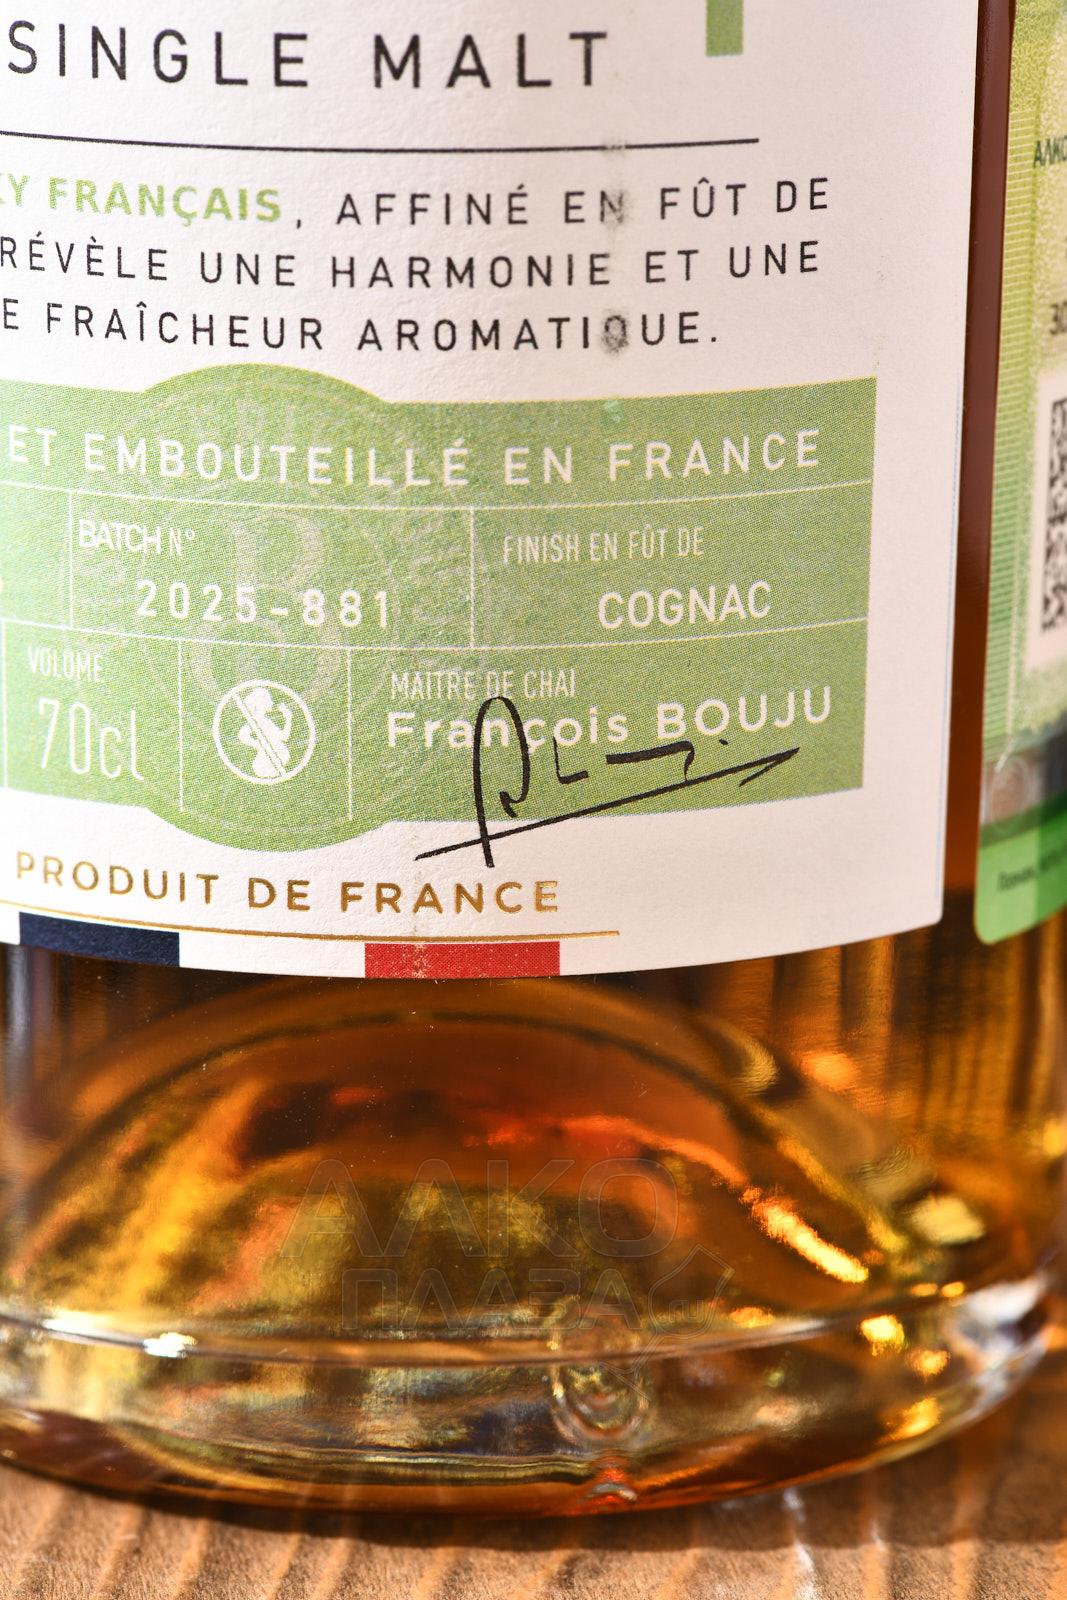 SINGLE MALT
KY FRANÇAIS, AFFINÉ EN FÛT DE
RÉVÈLE UNE HARMONIE ET UNE
E FRAÎCHEUR AROMATIQUE.
ET EMBOUTEILLÉ EN FRANCE
BATCH N°
2025-881
FINISH EN FÛT DE
COGNAC
VOLUME
70cl
MAÎTRE DE CHAI
François BOUJU
PRODUIT DE FRANCE
АЛКО
ПЛАЗА.ru